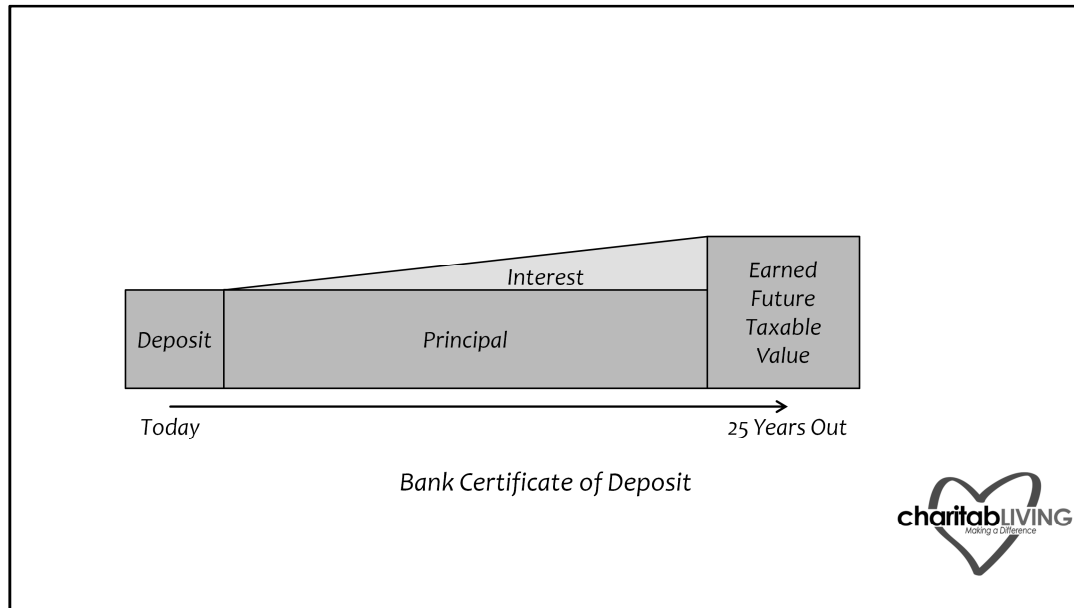 Interest
Earned
Future
Taxable
Value
Deposit
Principal
Today
25 Years Out
Bank Certificate of Deposit
charitabLIVING
Making a Difference